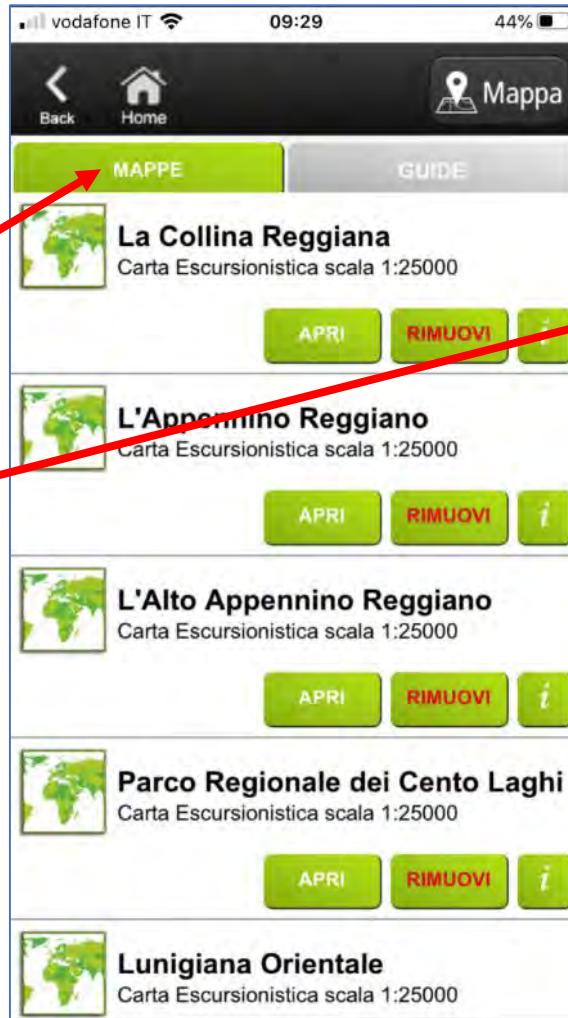 vodafone IT 09:29 44%
Back Home Mappa
MAPPE GUIDE
La Collina Reggiana
Carta Escursionistica scala 1:25000
APRI RIMUOVI i
L'Appennino Reggiano
Carta Escursionistica scala 1:25000
APRI RIMUOVI i
L'Alto Appennino Reggiano
Carta Escursionistica scala 1:25000
APRI RIMUOVI i
Parco Regionale dei Cento Laghi
Carta Escursionistica scala 1:25000
APRI RIMUOVI i
Lunigiana Orientale
Carta Escursionistica scala 1:25000